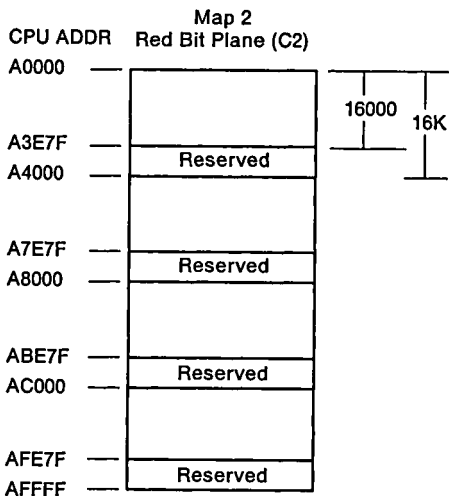 Map 2
CPU ADDR Red Bit Plane (C2)
A0000
16000
16K
A3E7F
Reserved
A4000
A7E7F
Reserved
A8000
ABE7F
Reserved
AC000
AFE7F
Reserved
AFFFF